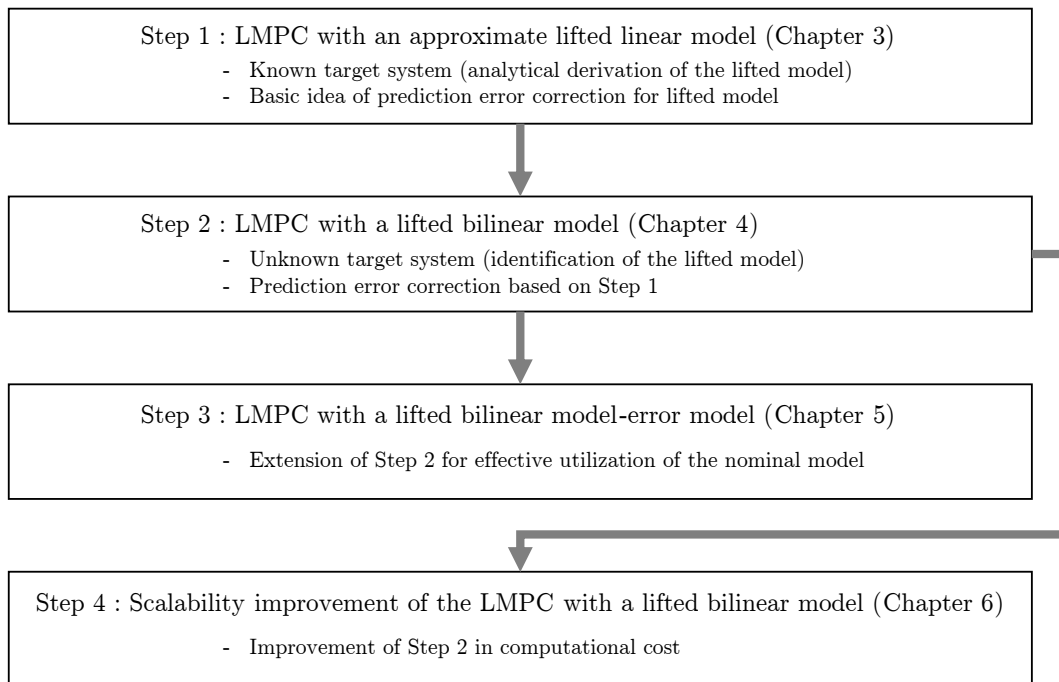 Step 1 : LMPC with an approximate lifted linear model (Chapter 3)
- Known target system (analytical derivation of the lifted model)
- Basic idea of prediction error correction for lifted model
Step 2 : LMPC with a lifted bilinear model (Chapter 4)
- Unknown target system (identification of the lifted model)
- Prediction error correction based on Step 1
Step 3 : LMPC with a lifted bilinear model-error model (Chapter 5)
- Extension of Step 2 for effective utilization of the nominal model
Step 4 : Scalability improvement of the LMPC with a lifted bilinear model (Chapter 6)
- Improvement of Step 2 in computational cost